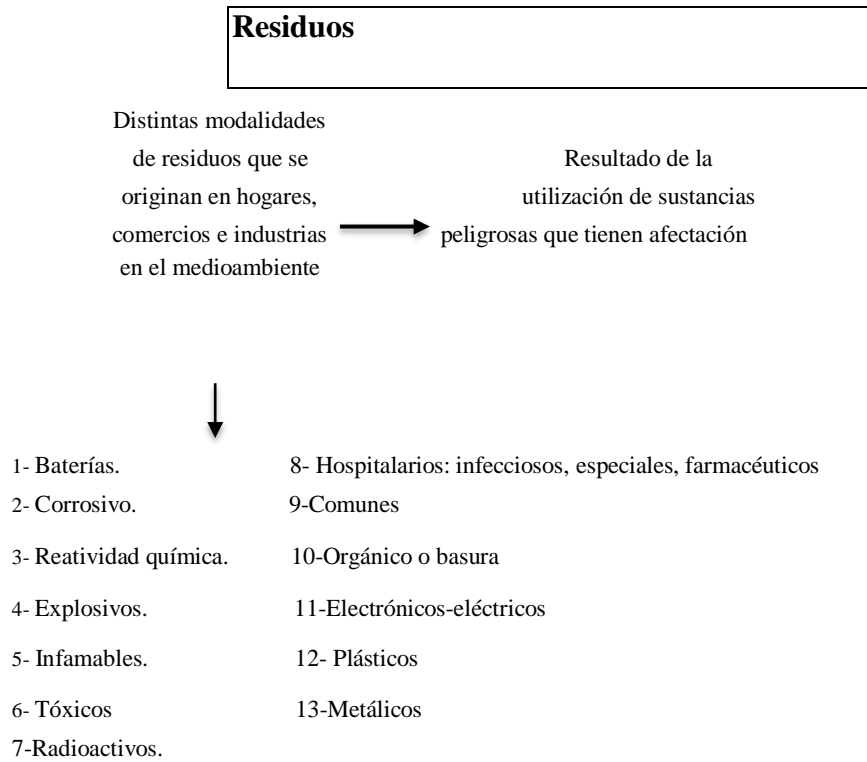 Residuos
Distintas modalidades
de residuos que se
originan en hogares,
comercios e industrias
en el medioambiente
Resultado de la
utilización de sustancias
peligrosas que tienen afectación
1- Baterías.
2- Corrosivo.
3- Reatividad química.
4- Explosivos.
5- Infamables.
6- Tóxicos
7-Radioactivos.
8- Hospitalarios: infecciosos, especiales, farmacéuticos
9-Comunes
10-Orgánico o basura
11-Electrónicos-eléctricos
12- Plásticos
13-Metálicos